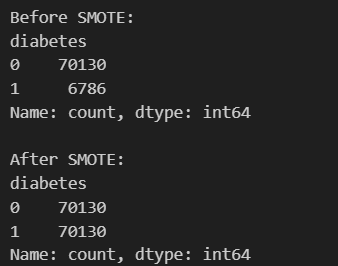 Before SMOTE:
diabetes
0    70130
1     6786
Name: count, dtype: int64

After SMOTE:
diabetes
0    70130
1    70130
Name: count, dtype: int64